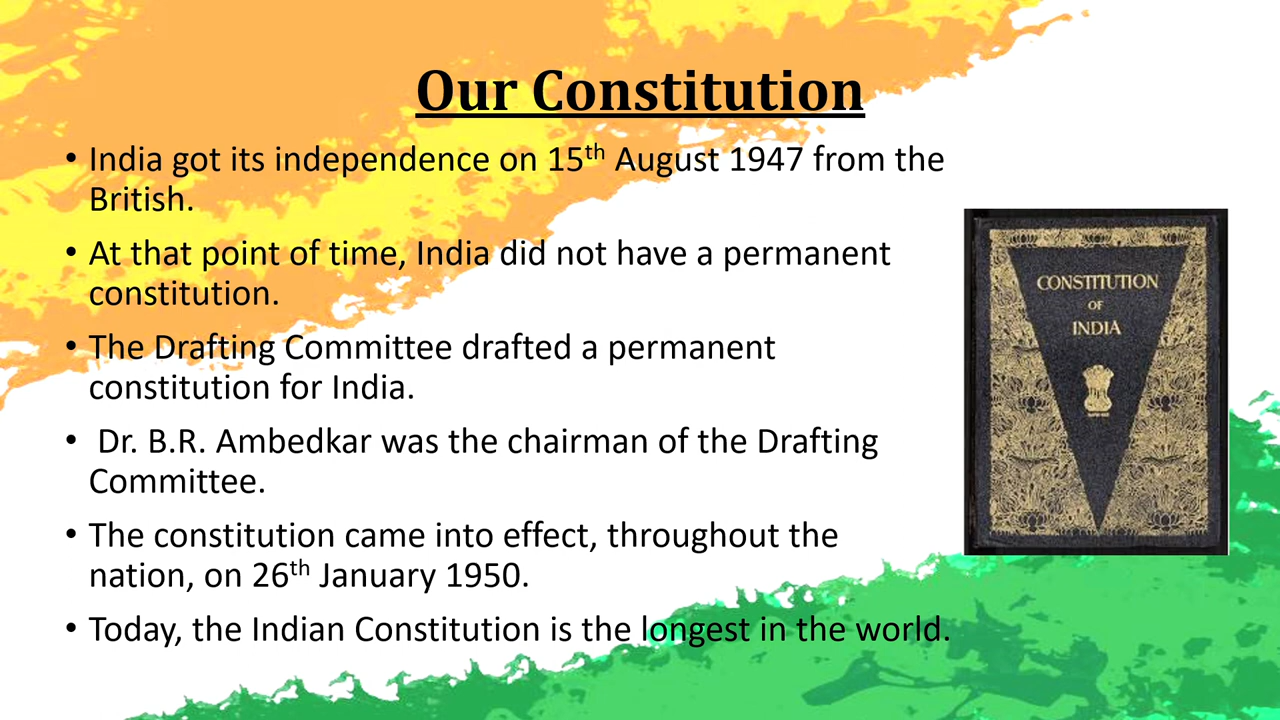 Our Constitution
• India got its independence on 15th August 1947 from the
British.
• At that point of time, India did not have a permanent
constitution.
• The Drafting Committee drafted a permanent
constitution for India.
• Dr. B.R. Ambedkar was the chairman of the Drafting
Committee.
• The constitution came into effect, throughout the
nation, on 26th January 1950.
• Today, the Indian Constitution is the longest in the world.
CONSTITUTION
OF
INDIA